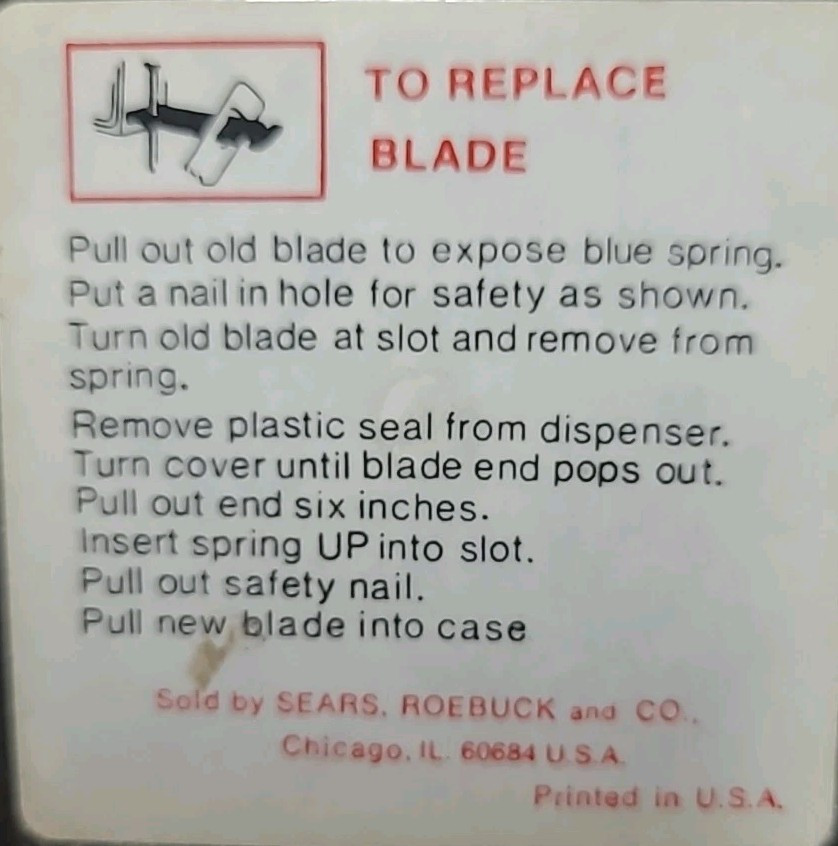 TO REPLACE
BLADE
Pull out old blade to expose blue spring.
Put a nail in hole for safety as shown.
Turn old blade at slot and remove from
spring.
Remove plastic seal from dispenser.
Turn cover until blade end pops out.
Pull out end six inches.
Insert spring UP into slot.
Pull out safety nail.
Pull new blade into case
Sold by SEARS, ROEBUCK and CO.,
Chicago, IL. 60684 U.S.A.
Printed in U.S.A.